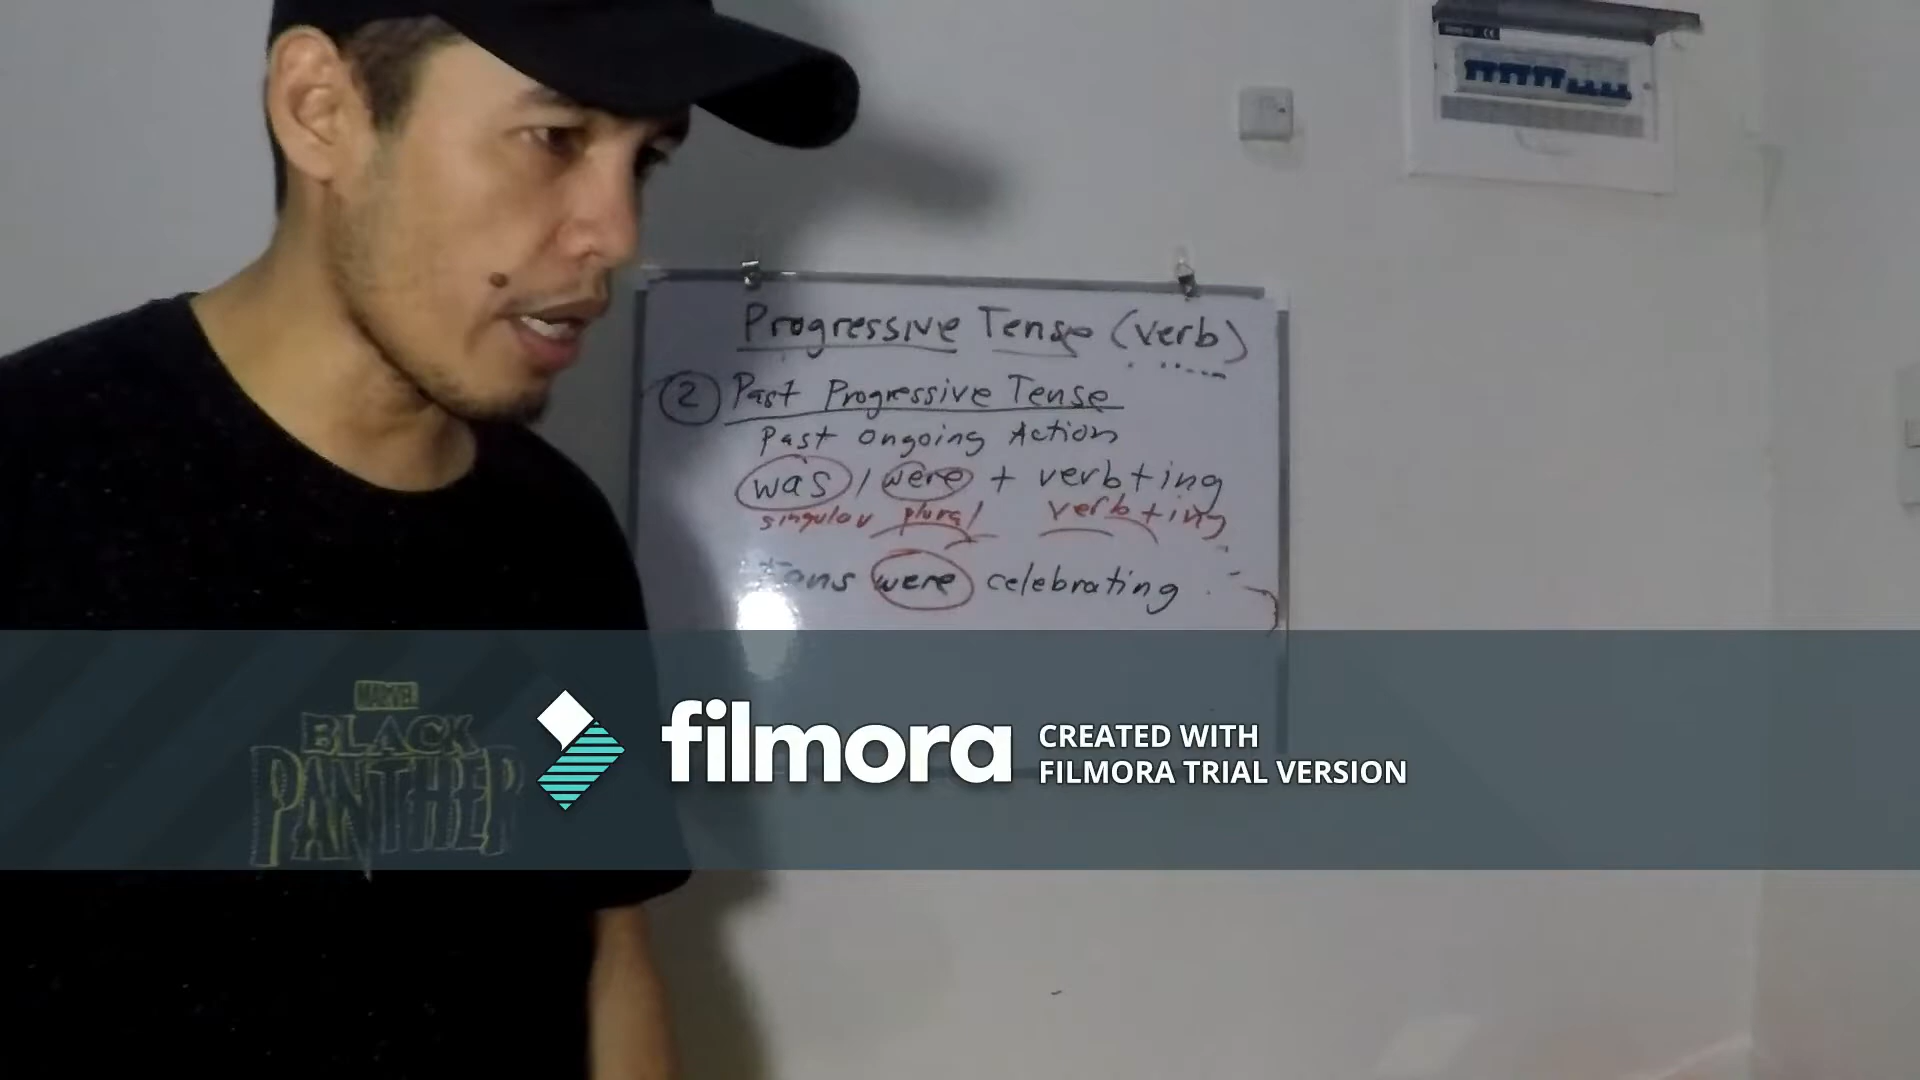 Progressive Tense (verb)
2 Past Progressive Tense
Past Ongoing Action
was / were + verb+ing
singular plural verb+ing
were celebrating
MARVEL
BLACK
PANTHER
filmora
CREATED WITH
FILMORA TRIAL VERSION